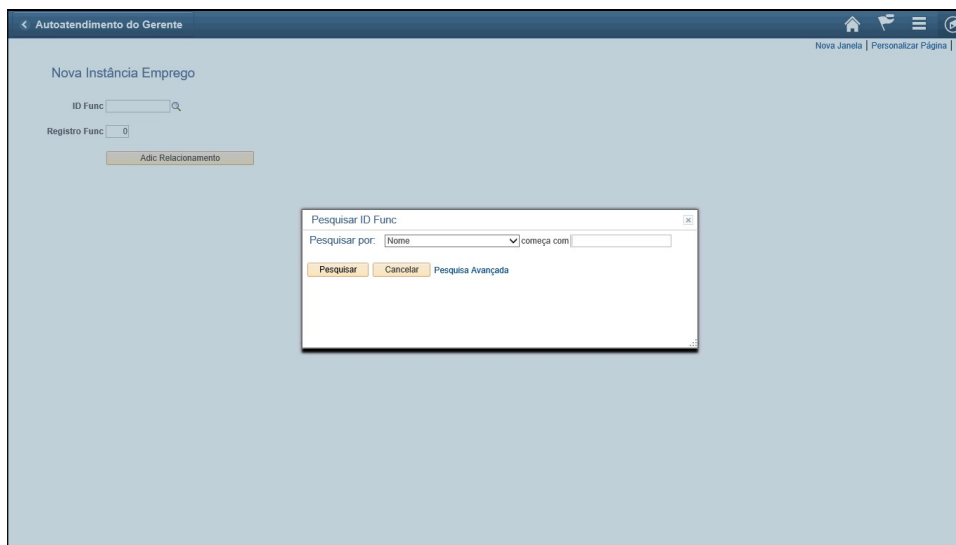 Autoatendimento do Gerente
Nova Janela | Personalizar Página |
Nova Instância Emprego
ID Func
Registro Func 0
Adic Relacionamento
Pesquisar ID Func
Pesquisar por: Nome começa com
Pesquisar Cancelar Pesquisa Avançada